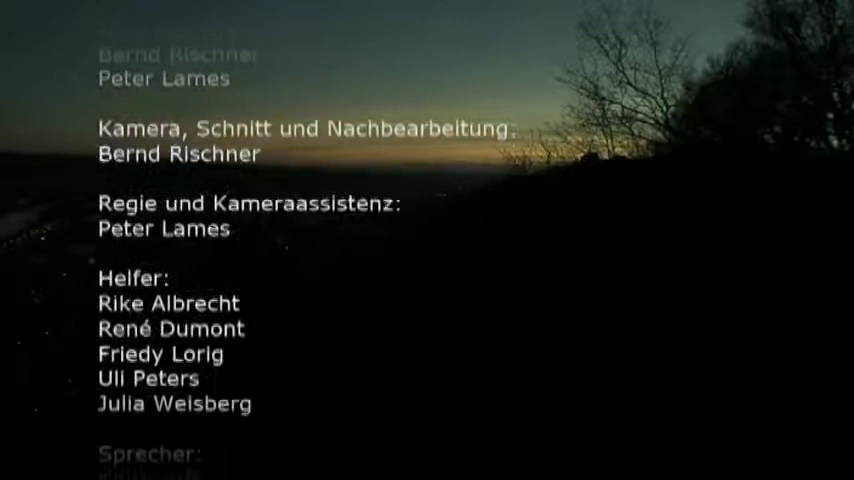 Bernd Rischner
Peter Lames
Kamera, Schnitt und Nachbearbeitung:
Bernd Rischner
Regie und Kameraassistenz:
Peter Lames
Helfer:
Rike Albrecht
René Dumont
Friedy Lorig
Uli Peters
Julia Weisberg
Sprecher: